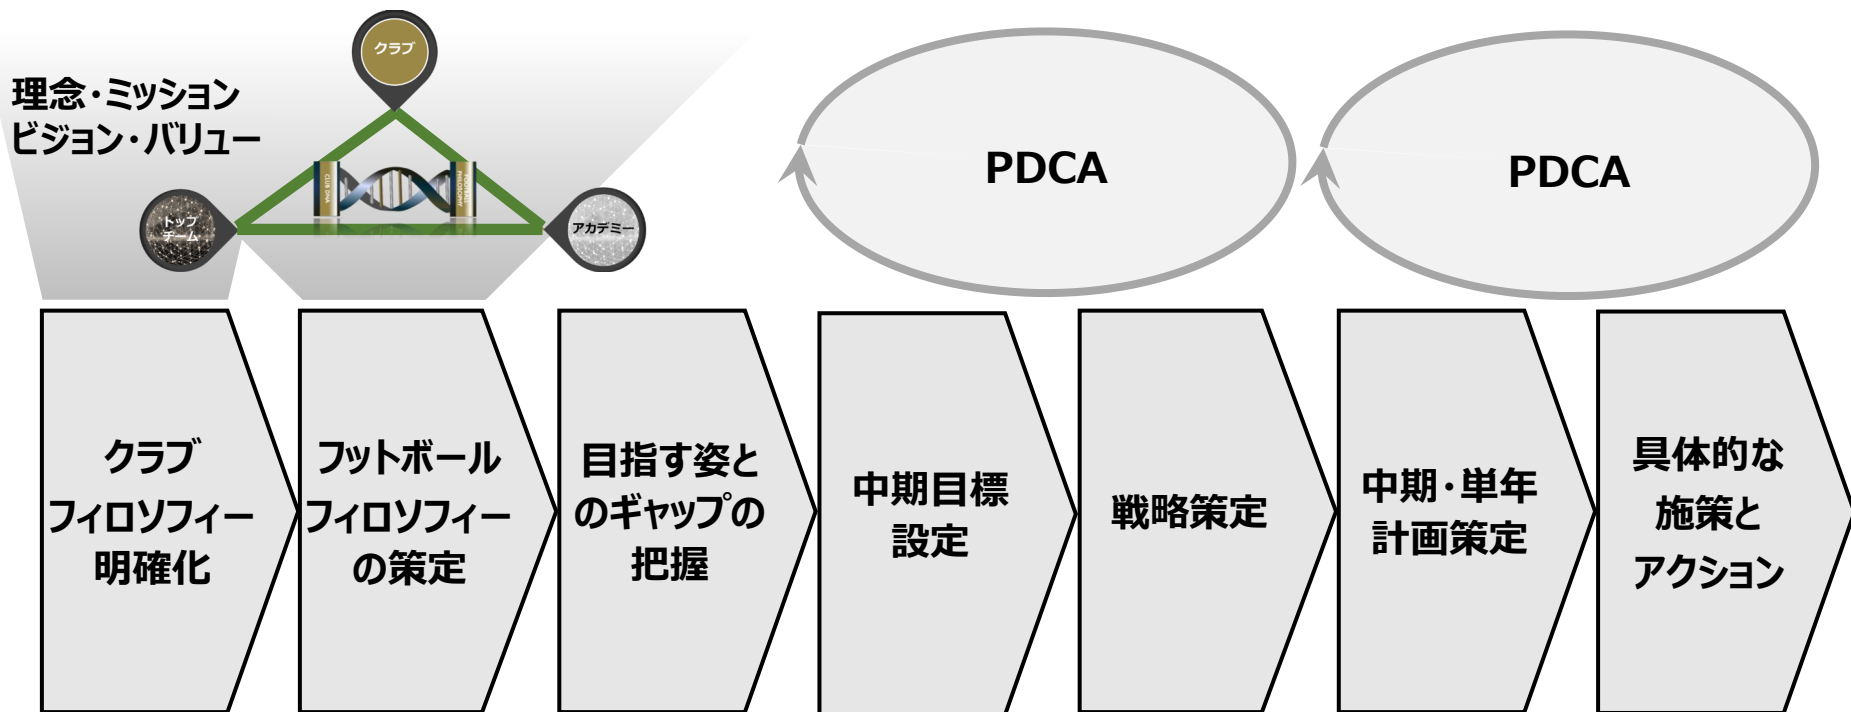 クラブ
理念・ミッション
ビジョン・バリュー
CLUB DNA
FOOTBALL
PHILOSOPHY
トップ
チーム
アカデミー
PDCA
PDCA
クラブ
フィロソフィー
明確化
フットボール
フィロソフィー
の策定
目指す姿と
のギャップの
把握
中期目標
設定
戦略策定
中期・単年
計画策定
具体的な
施策と
アクション